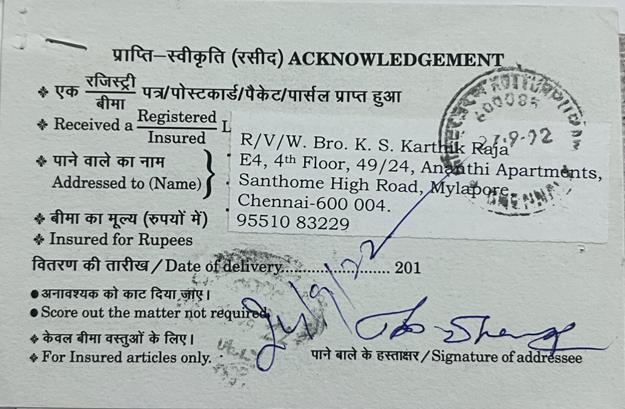 प्राप्ति–स्वीकृति (रसीद) ACKNOWLEDGEMENT
❖ एक रजिस्ट्री/बीमा पत्र/पोस्टकार्ड/पैकेट/पार्सल प्राप्त हुआ
❖ Received a Registered/Insured L
❖ पाने वाले का नाम
Addressed to (Name)
R/V/W. Bro. K. S. Karthik Raja
E4, 4th Floor, 49/24, Ananthi Apartments,
Santhome High Road, Mylapore,
Chennai-600 004.
95510 83229
❖ बीमा का मूल्य (रुपयों में)
❖ Insured for Rupees
वितरण की तारीख / Date of delivery........................ 201
● अनावश्यक को काट दिया जाए।
● Score out the matter not required
❖ केवल बीमा वस्तुओं के लिए।
❖ For Insured articles only.
पाने बाले के हस्ताक्षर / Signature of addressee
CHENNAI